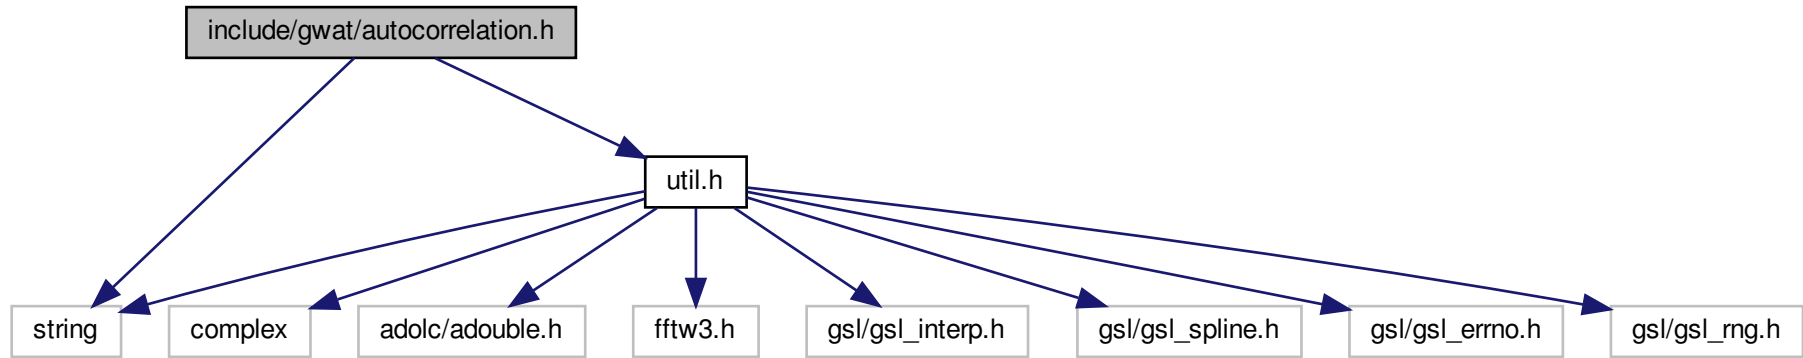 include/gwat/autocorrelation.h
util.h
string
complex
adolc/adouble.h
fftw3.h
gsl/gsl_interp.h
gsl/gsl_spline.h
gsl/gsl_errno.h
gsl/gsl_rng.h